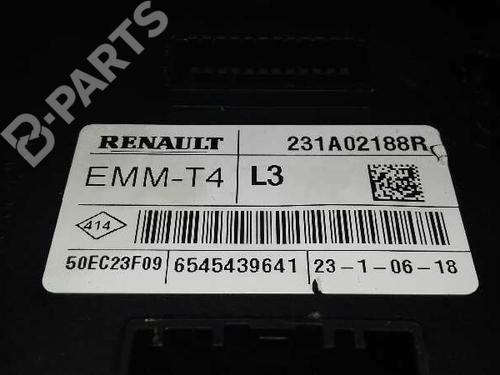 B-PARTS
RENAULT 231A02188R
EMM-T4 L3
414
50EC23F09 6545439641 23-1-06-18